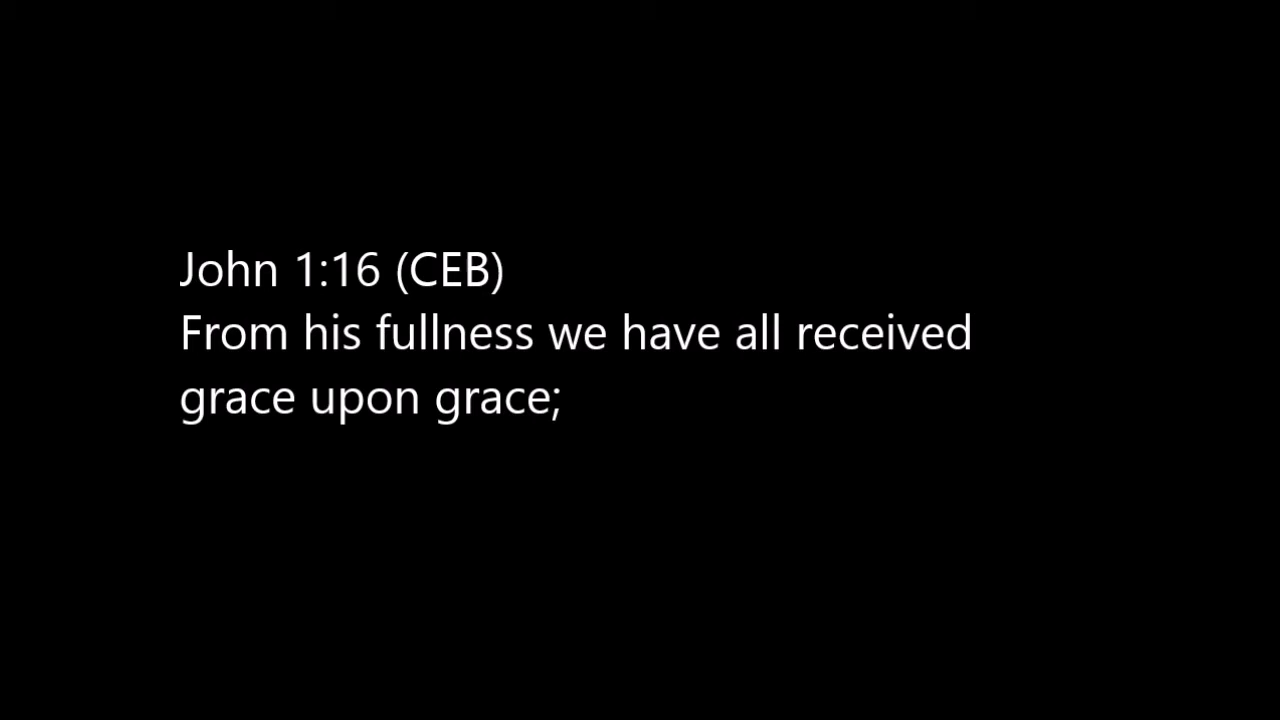 John 1:16 (CEB)
From his fullness we have all received
grace upon grace;